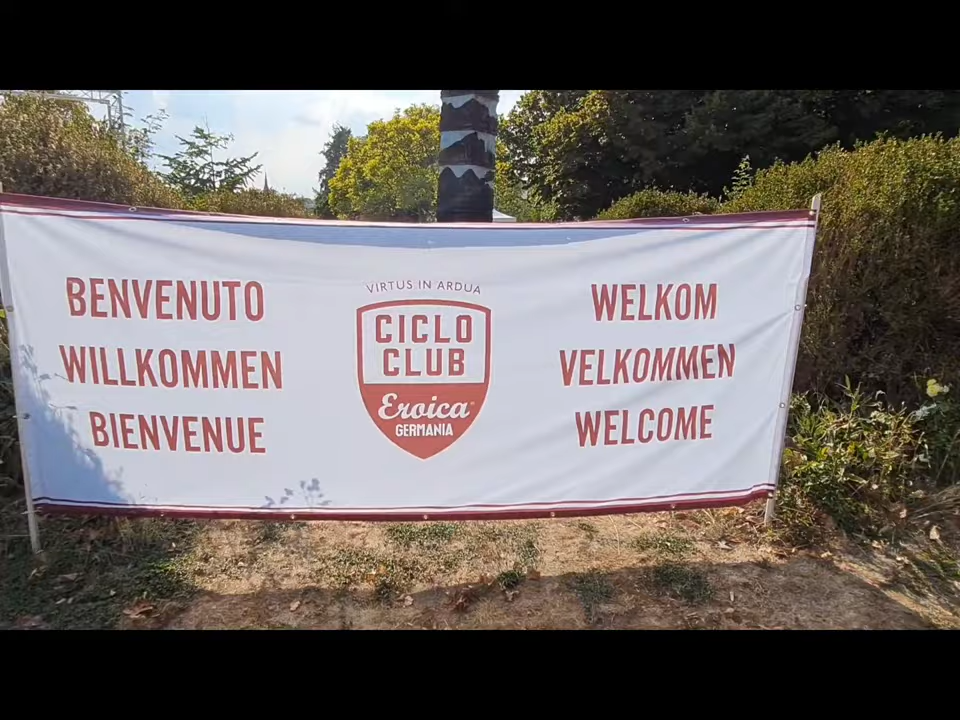 BENVENUTO
WILLKOMMEN
BIENVENUE
VIRTUS IN ARDUA
CICLO
CLUB
Eroica
GERMANIA
WELKOM
VELKOMMEN
WELCOME